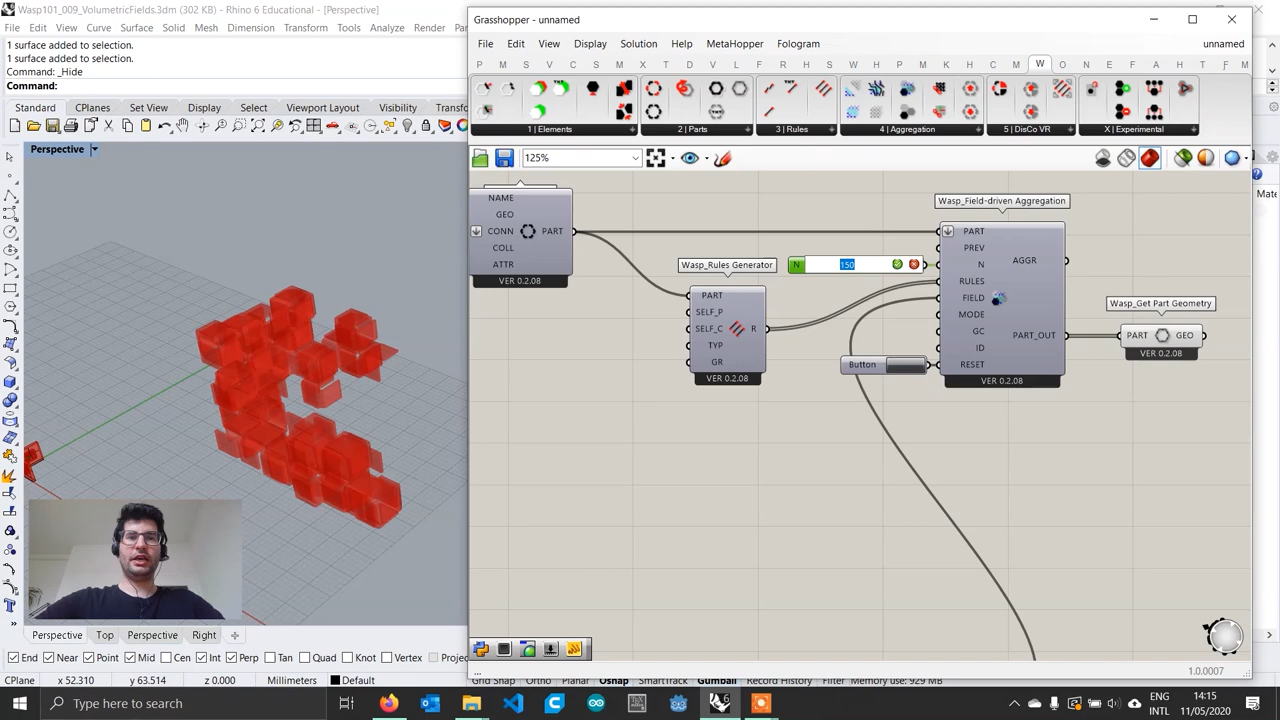 Wasp101_009_VolumetricFields.3dm (302 KB) - Rhino 6 Educational - [Perspective]
File Edit View Curve Surface Solid Mesh Dimension Transform Tools Analyze Render
1 surface added to selection.
1 surface added to selection.
Command: _Hide
Command:
Standard CPlanes Set View Display Select Viewport Layout Visibility
Perspective
Grasshopper - unnamed
File Edit View Display Solution Help MetaHopper Fologram unnamed
P M S V C S M X T D V L R H S W A H P M K O H C M W O E N E A P H T F M
1 | Elements 2 | Parts 3 | Rules 4 | Aggregation 5 | DisCo VR X | Experimental
125%
NAME
GEO
CONN
COLL
ATTR
PART
VER 0.2.08
Wasp_Rules Generator
PART
SELF_P
SELF_C
TYP
GR
R
VER 0.2.08
N 150
Button
Wasp_Field-driven Aggregation
PART
PREV
N
RULES
FIELD
MODE
GC
ID
RESET
AGGR
PART_OUT
VER 0.2.08
Wasp_Get Part Geometry
PART GEO
VER 0.2.08
...
1.0.0007
Mate
Perspective Top Perspective Right
End Near Point Mid Cen Int Perp Tan Quad Knot Vertex Projec
CPlane x 52.310 y 63.514 z 0.000 Millimeters Default Grid Snap Ortho Planar Osnap SmartTrack Gumball Record History Filter Memory use: 929 MB
Type here to search
ENG
INTL
14:15
11/05/2020